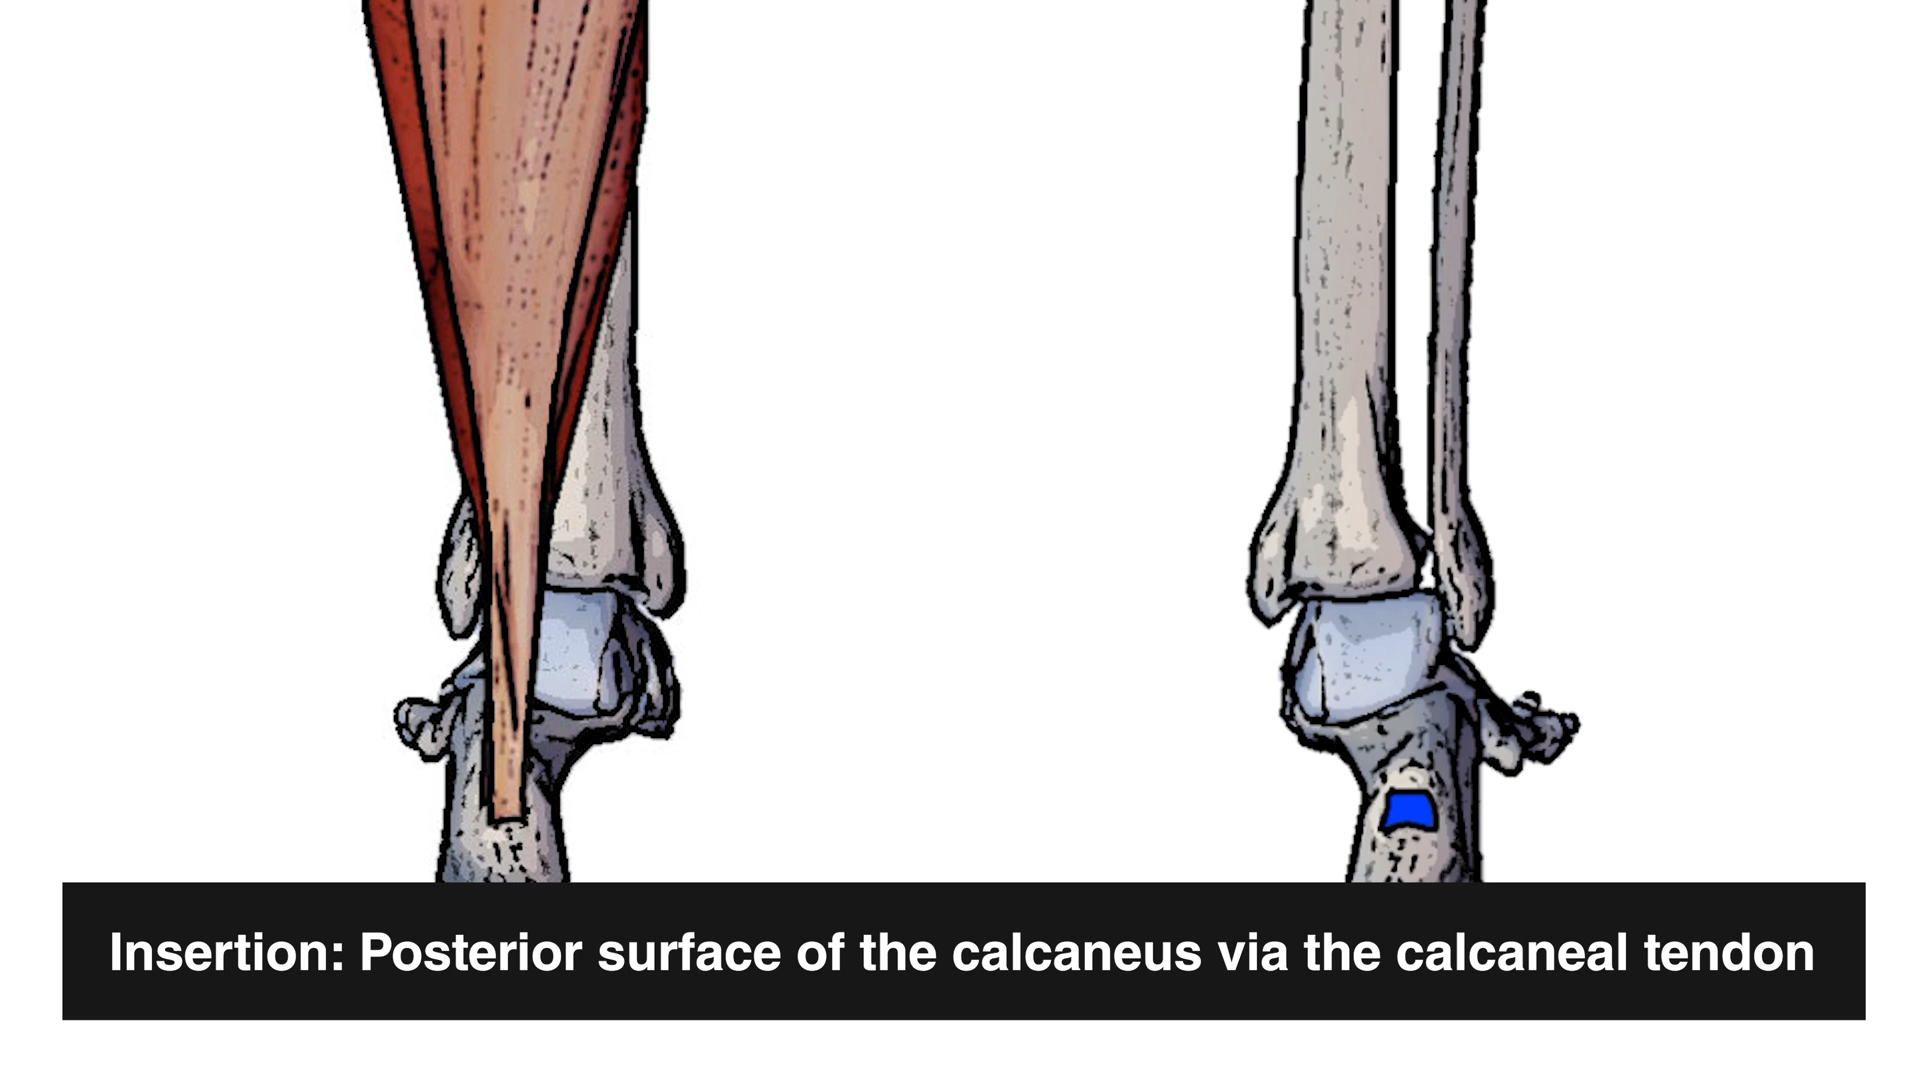 Insertion: Posterior surface of the calcaneus via the calcaneal tendon